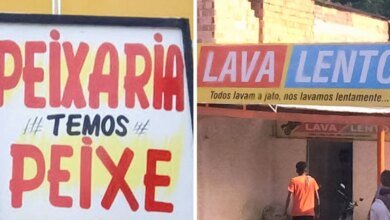 PEIXARIA
TEMOS
PEIXE
LAVA LENTO
Todos lavam a jato, nós lavamos lentamente...
LAVA LENTO